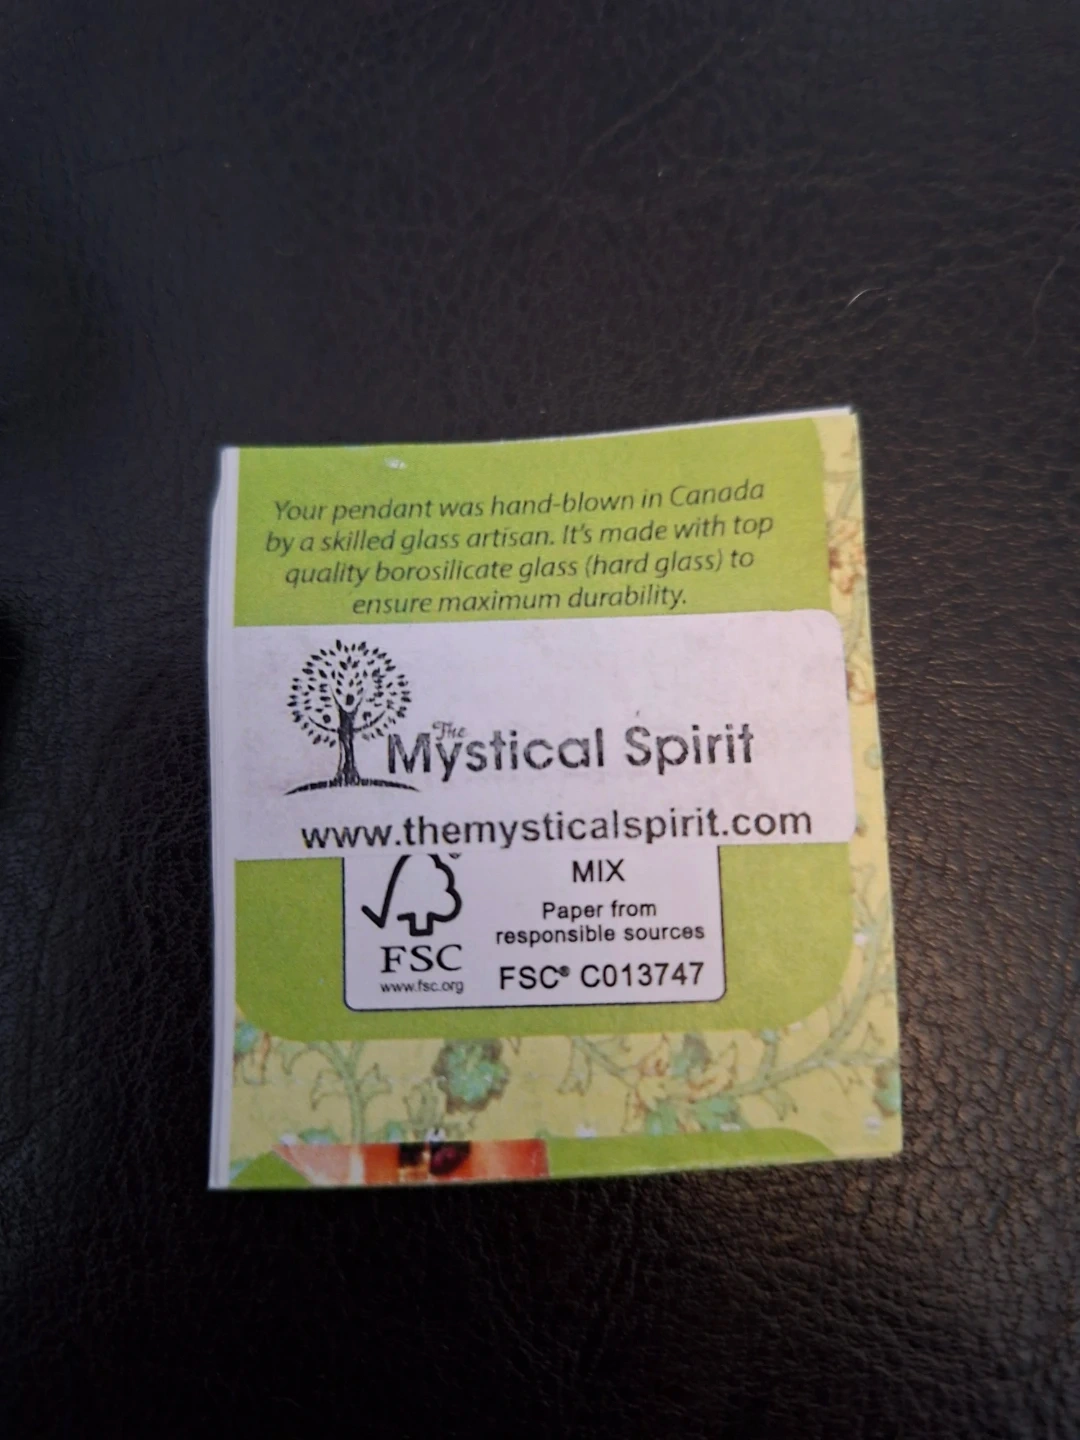 Your pendant was hand-blown in Canada
by a skilled glass artisan. It's made with top
quality borosilicate glass (hard glass) to
ensure maximum durability.
The
Mystical Spirit
www.themysticalspirit.com
MIX
Paper from
responsible sources
FSC® C013747
FSC
www.fsc.org